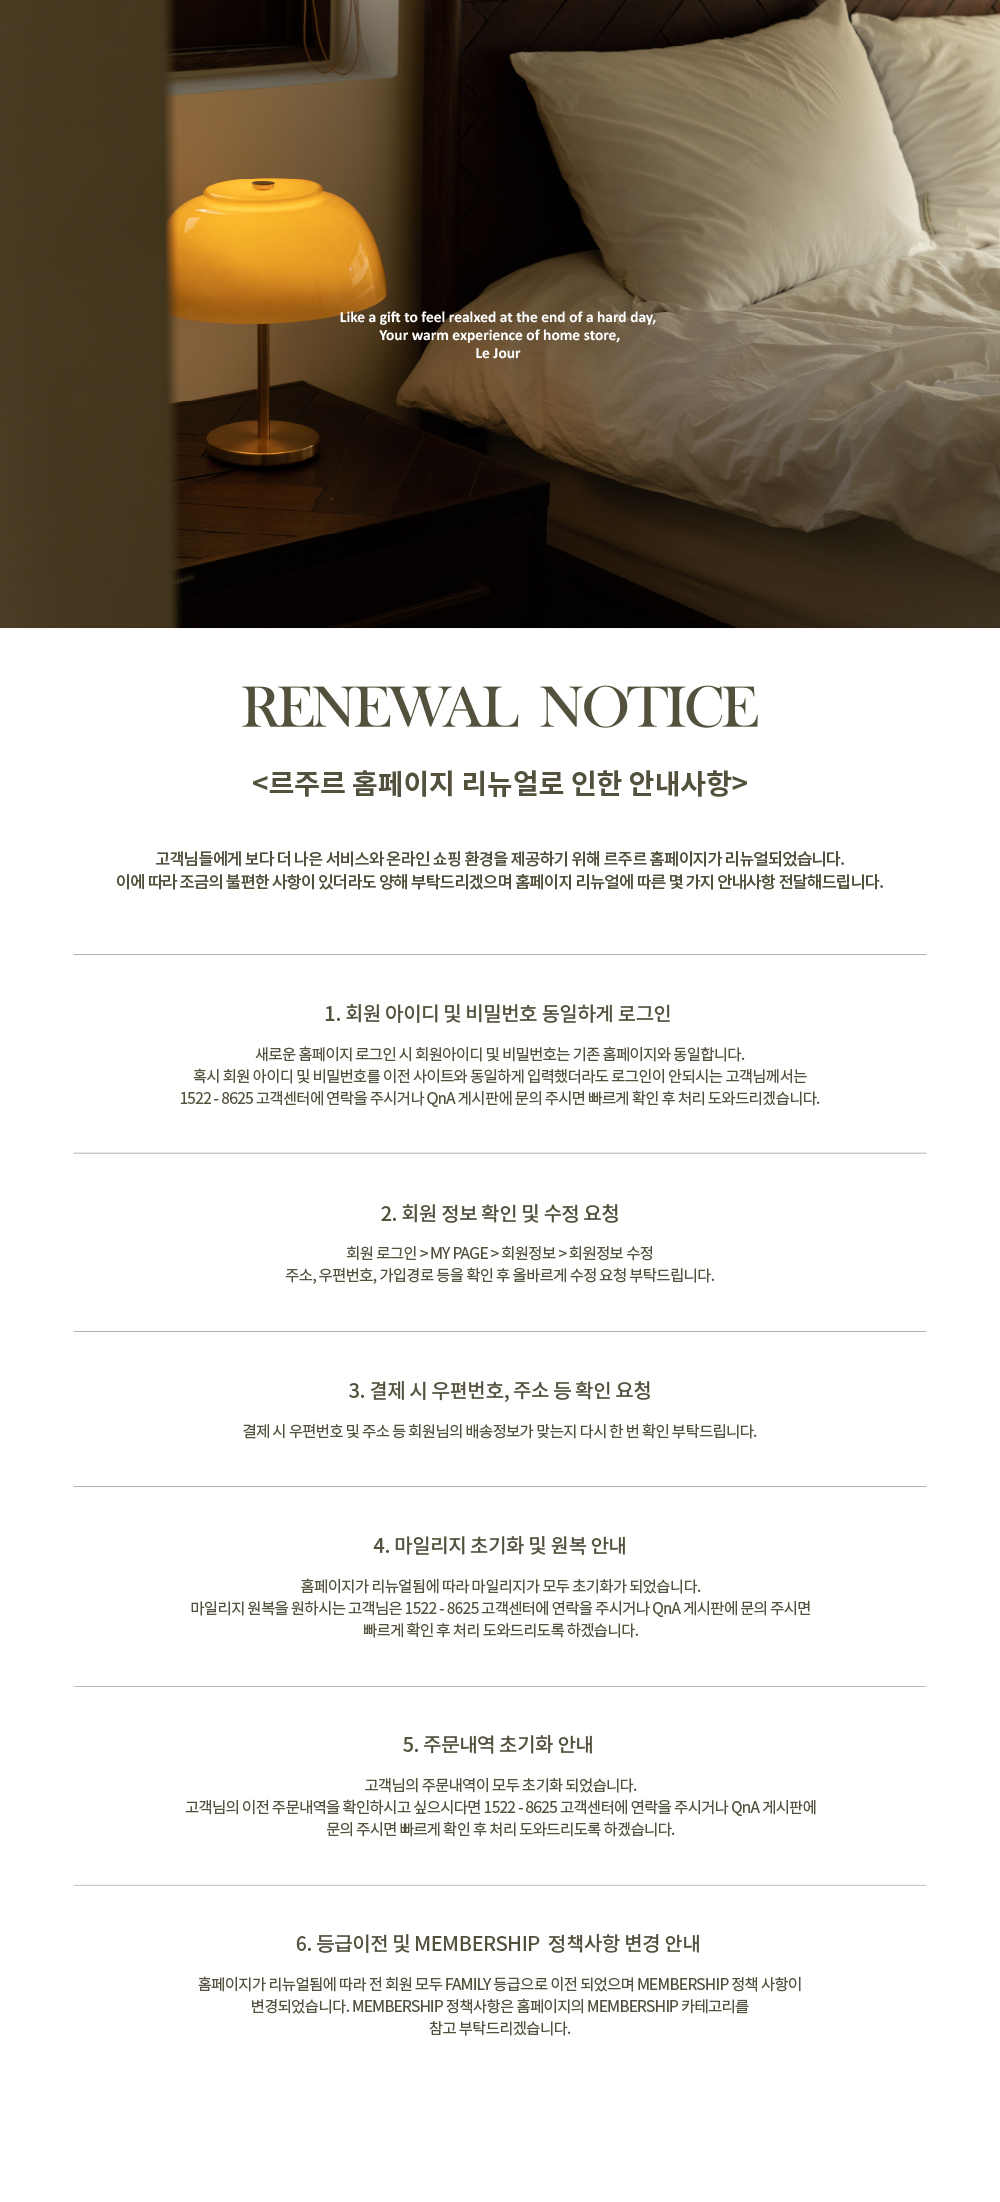 Like a gift to feel realxed at the end of a hard day,
Your warm experience of home store,
Le Jour
RENEWAL NOTICE
<르주르 홈페이지 리뉴얼로 인한 안내사항>
고객님들에게 보다 더 나은 서비스와 온라인 쇼핑 환경을 제공하기 위해 르주르 홈페이지가 리뉴얼되었습니다.
이에 따라 조금의 불편한 사항이 있더라도 양해 부탁드리겠으며 홈페이지 리뉴얼에 따른 몇 가지 안내사항 전달해드립니다.
1. 회원 아이디 및 비밀번호 동일하게 로그인
새로운 홈페이지 로그인 시 회원아이디 및 비밀번호는 기존 홈페이지와 동일합니다.
혹시 회원 아이디 및 비밀번호를 이전 사이트와 동일하게 입력했더라도 로그인이 안되시는 고객님께서는
1522 - 8625 고객센터에 연락을 주시거나 QnA 게시판에 문의 주시면 빠르게 확인 후 처리 도와드리겠습니다.
2. 회원 정보 확인 및 수정 요청
회원 로그인 > MY PAGE > 회원정보 > 회원정보 수정
주소, 우편번호, 가입경로 등을 확인 후 올바르게 수정 요청 부탁드립니다.
3. 결제 시 우편번호, 주소 등 확인 요청
결제 시 우편번호 및 주소 등 회원님의 배송정보가 맞는지 다시 한 번 확인 부탁드립니다.
4. 마일리지 초기화 및 원복 안내
홈페이지가 리뉴얼됨에 따라 마일리지가 모두 초기화가 되었습니다.
마일리지 원복을 원하시는 고객님은 1522 - 8625 고객센터에 연락을 주시거나 QnA 게시판에 문의 주시면
빠르게 확인 후 처리 도와드리도록 하겠습니다.
5. 주문내역 초기화 안내
고객님의 주문내역이 모두 초기화 되었습니다.
고객님의 이전 주문내역을 확인하시고 싶으시다면 1522 - 8625 고객센터에 연락을 주시거나 QnA 게시판에
문의 주시면 빠르게 확인 후 처리 도와드리도록 하겠습니다.
6. 등급이전 및 MEMBERSHIP 정책사항 변경 안내
홈페이지가 리뉴얼됨에 따라 전 회원 모두 FAMILY 등급으로 이전 되었으며 MEMBERSHIP 정책 사항이
변경되었습니다. MEMBERSHIP 정책사항은 홈페이지의 MEMBERSHIP 카테고리를
참고 부탁드리겠습니다.